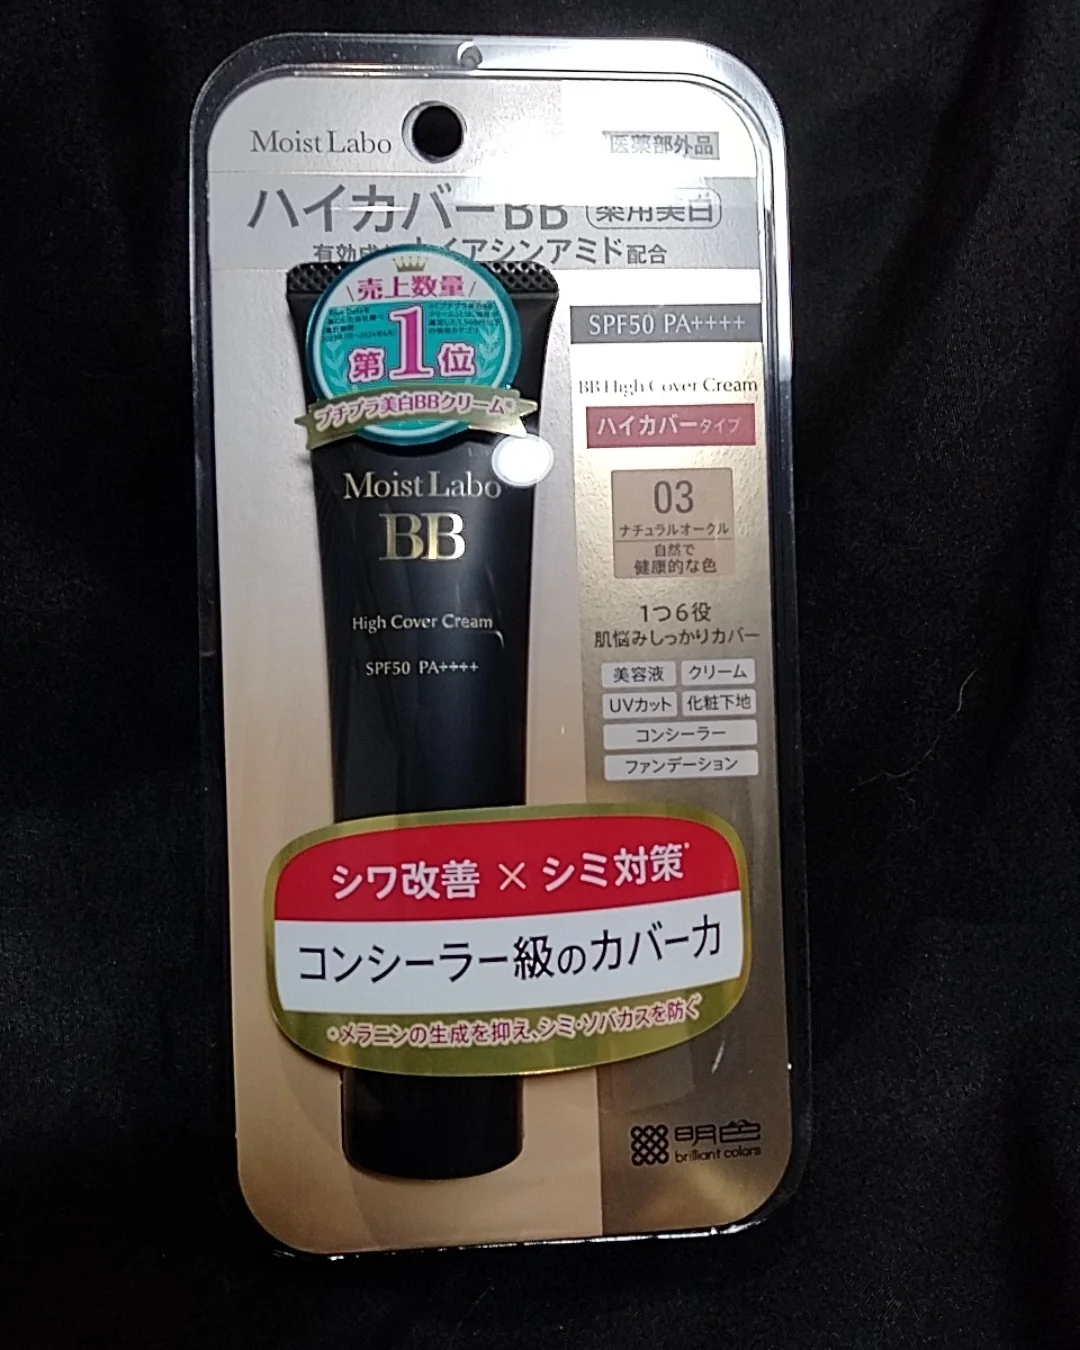 Moist Labo
医薬部外品
ハイカバーBB 薬用美白
有効成分ナイアシンアミド配合
売上数量
第1位
プチプラ美白BBクリーム※
SPF50 PA++++
BB High Cover Cream
ハイカバータイプ
03
ナチュラルオークル
自然で
健康的な色
1つ6役
肌悩みしっかりカバー
美容液 クリーム
UVカット 化粧下地
コンシーラー
ファンデーション
Moist Labo
BB
High Cover Cream
SPF50 PA++++
シワ改善 × シミ対策*
コンシーラー級のカバー力
*メラニンの生成を抑え、シミ・ソバカスを防ぐ
明色
brilliant colors